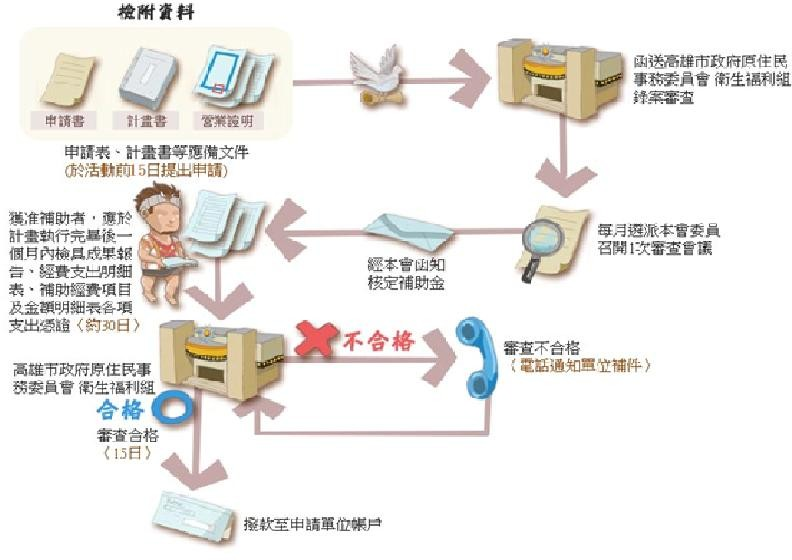 檢附資料
申請書
計畫書
營業證明
申請表、計畫書等應備文件
(於活動前15日提出申請)
函送高雄市政府原住民
事務委員會 衛生福利組
錄案審查
每月遴派本會委員
召開1次審查會議
經本會函知
核定補助金
獲准補助者，應於
計畫執行完畢後一
個月內檢具成果報
告、經費支出明細
表、補助經費項目
及金額明細表各項
支出憑證（約30日）
高雄市政府原住民事
務委員會 衛生福利組
不合格
審查不合格
（電話通知單位補件）
合格
審查合格
（15日）
撥款至申請單位帳戶